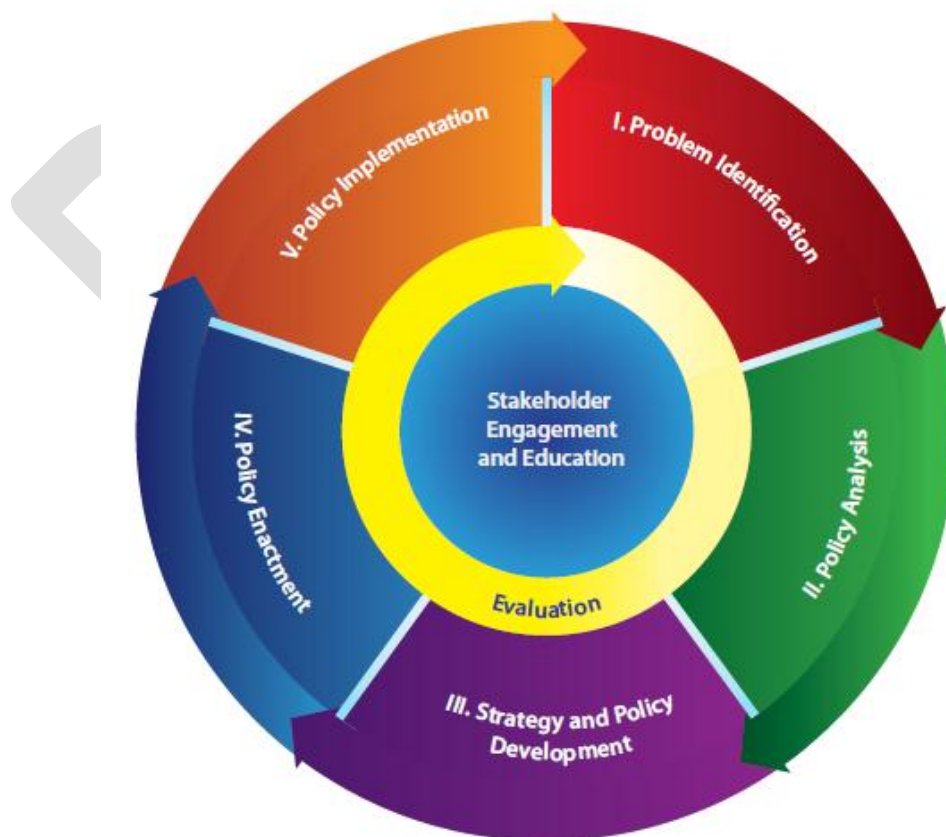 I. Problem Identification
II. Policy Analysis
III. Strategy and Policy
Development
IV. Policy Enactment
V. Policy Implementation
Evaluation
Stakeholder
Engagement
and Education